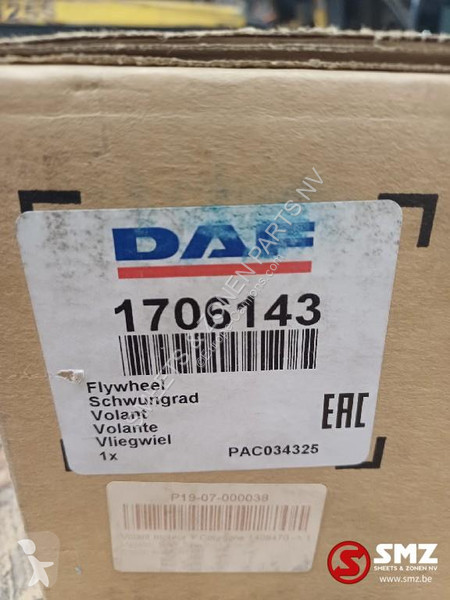 DAF
1706143
Flywheel
Schwungrad
Volant
Volante
Vliegwiel
1x
PAC034325
EAC
P19-07-000038
SMZ
SMETS & ZONEN NV
www.smz.be